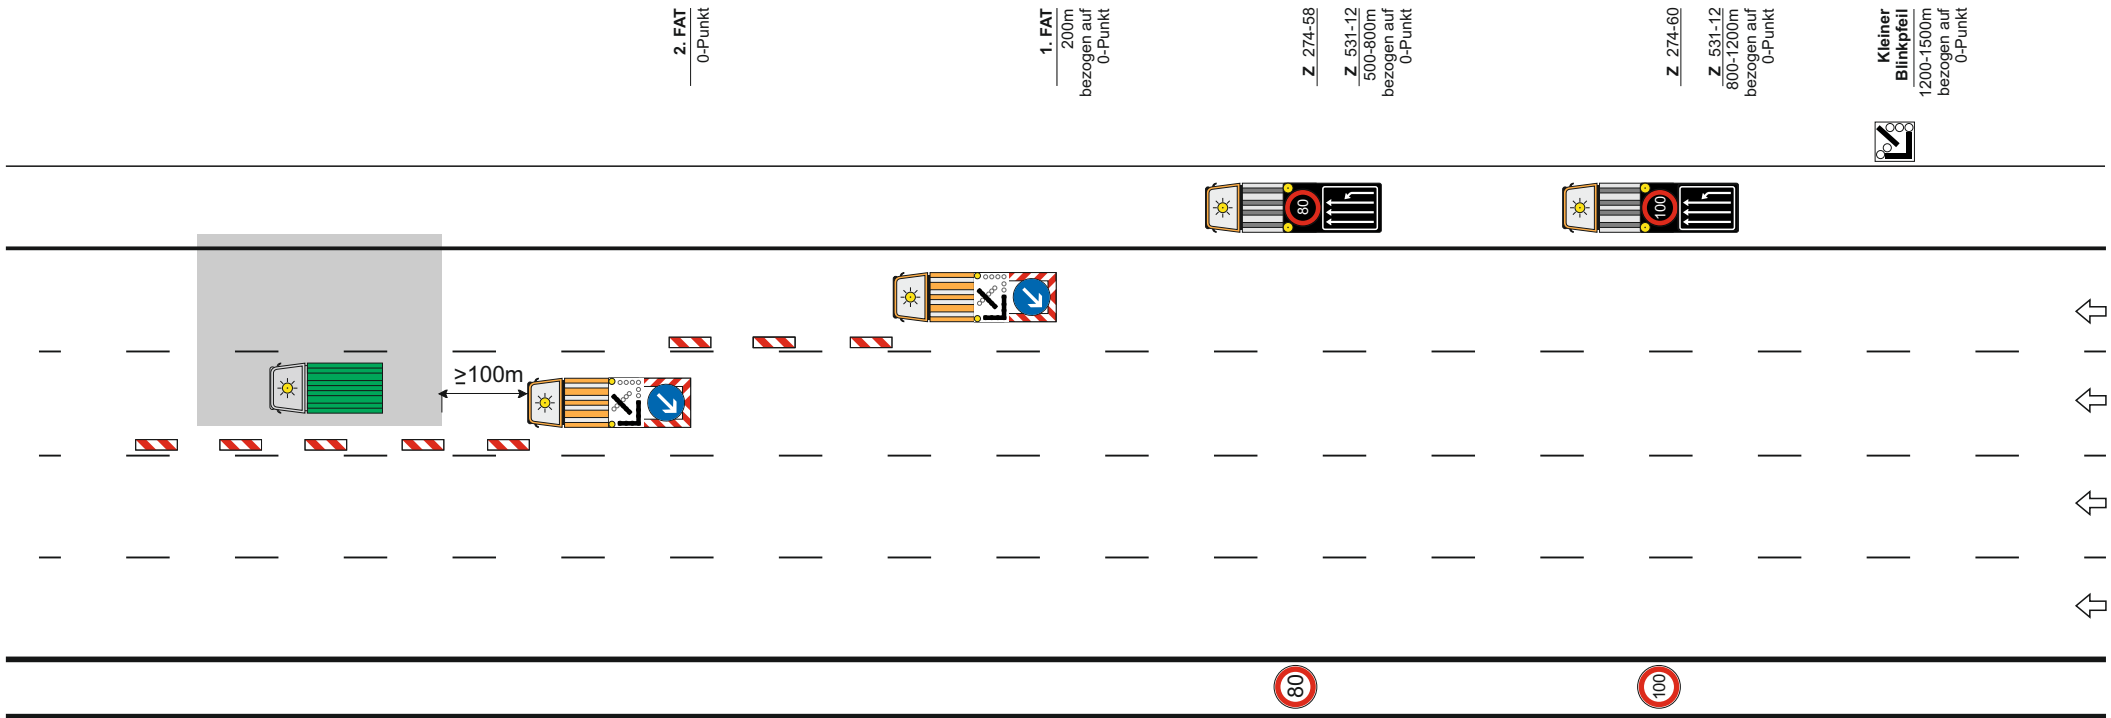 2. FAT
0-Punkt
1. FAT
200m
bezogen auf
0-Punkt
Z 274-58
Z 531-12
500-800m
bezogen auf
0-Punkt
Z 274-60
Z 531-12
800-1200m
bezogen auf
0-Punkt
Kleiner
Blinkpfeil
1200-1500m
bezogen auf
0-Punkt
80
100
≥100m
80
100